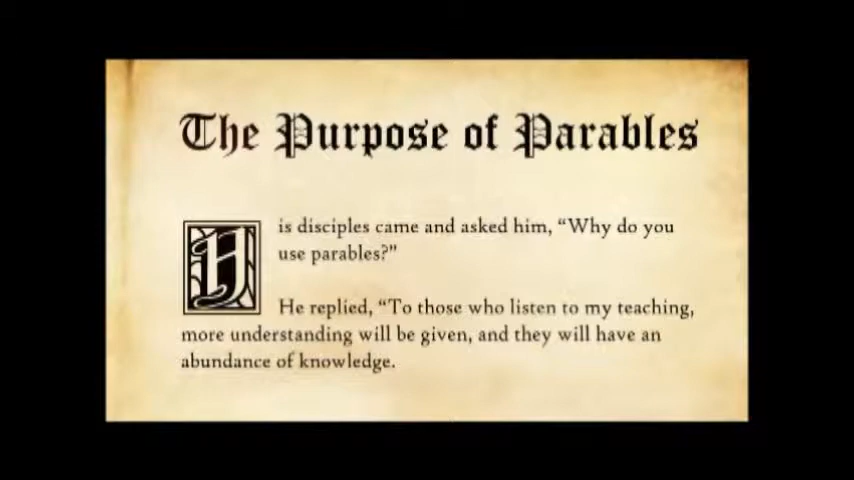 The Purpose of Parables
His disciples came and asked him, “Why do you
use parables?”
He replied, “To those who listen to my teaching,
more understanding will be given, and they will have an
abundance of knowledge.